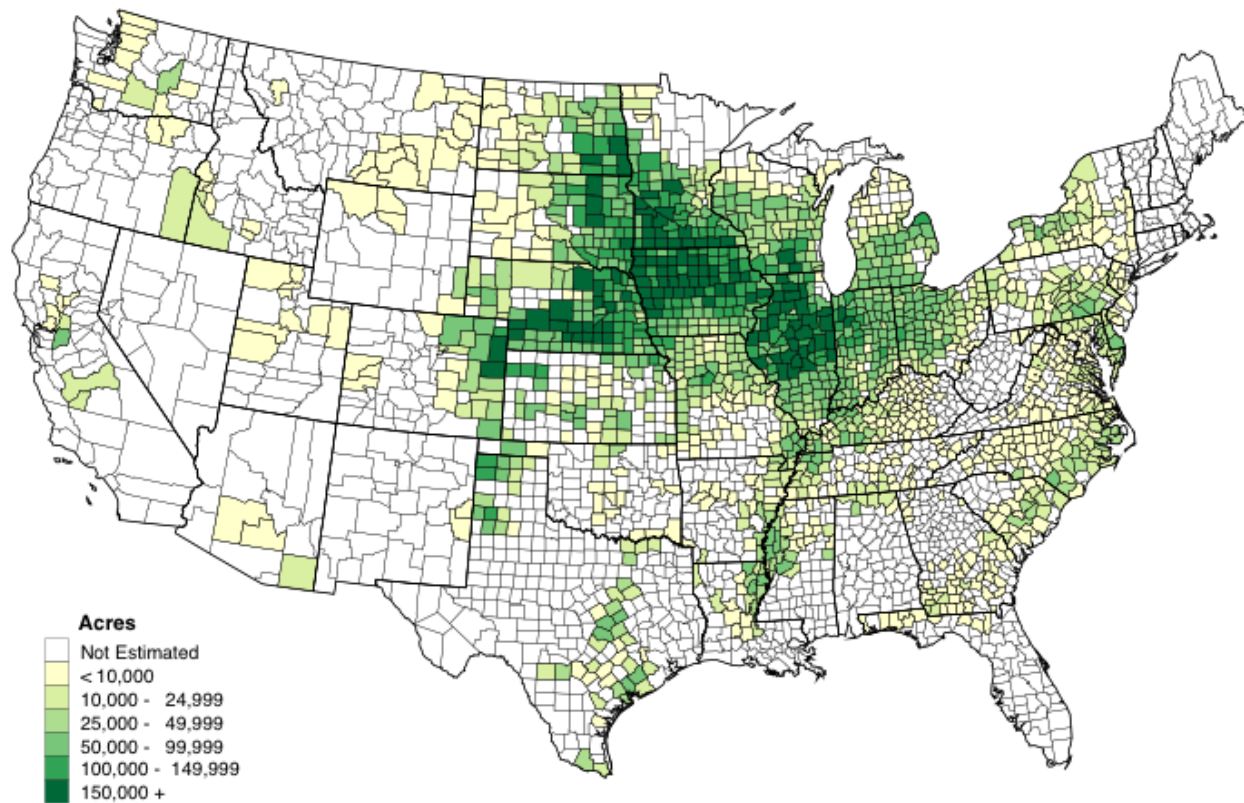 Acres
Not Estimated
< 10,000
10,000 - 24,999
25,000 - 49,999
50,000 - 99,999
100,000 - 149,999
150,000 +